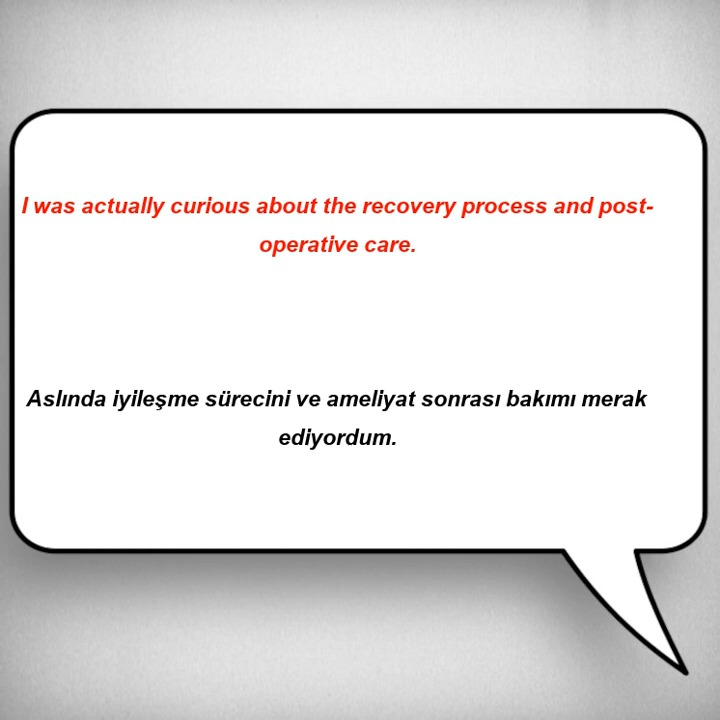 I was actually curious about the recovery process and post-
operative care.
Aslında iyileşme sürecini ve ameliyat sonrası bakımı merak
ediyordum.